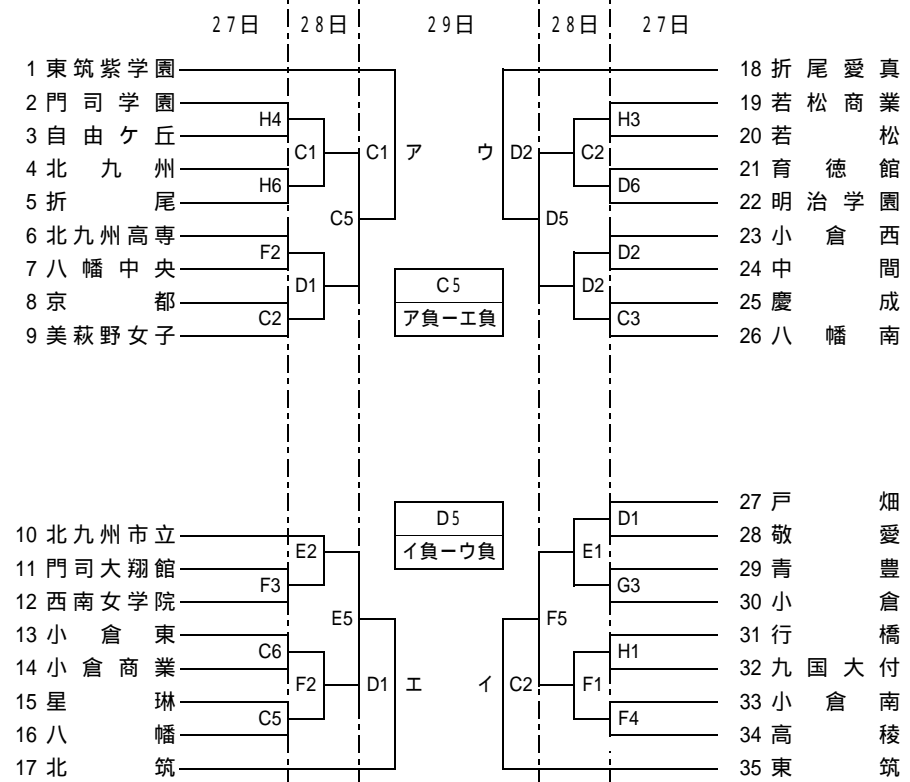 27日 28日 29日 28日 27日
1 東筑紫学園
2 門司学園
H4
3 自由ケ丘
C1
C1 ア
4 北九州
H6
5 折尾
C5
6 北九州高専
F2
7 八幡中央
D1
8 京都
C2
9 美萩野女子
C5
ア負ーエ負
ウ D2
18 折尾愛真
19 若松商業
H3
20 若松
C2
21 育徳館
D6
22 明治学園
D5
23 小倉西
D2
24 中間
D2
25 慶成
C3
26 八幡南
D5
イ負ーウ負
10 北九州市立
E2
11 門司大翔館
F3
12 西南女学院
E5
13 小倉東
C6
14 小倉商業
F2
D1 エ
15 星琳
C5
16 八幡
17 北筑
27 戸畑
D1
28 敬愛
E1
29 青豊
G3
30 小倉
F5
31 行橋
H1
32 九国大付
イ C2
F1
33 小倉南
F4
34 高稜
35 東筑